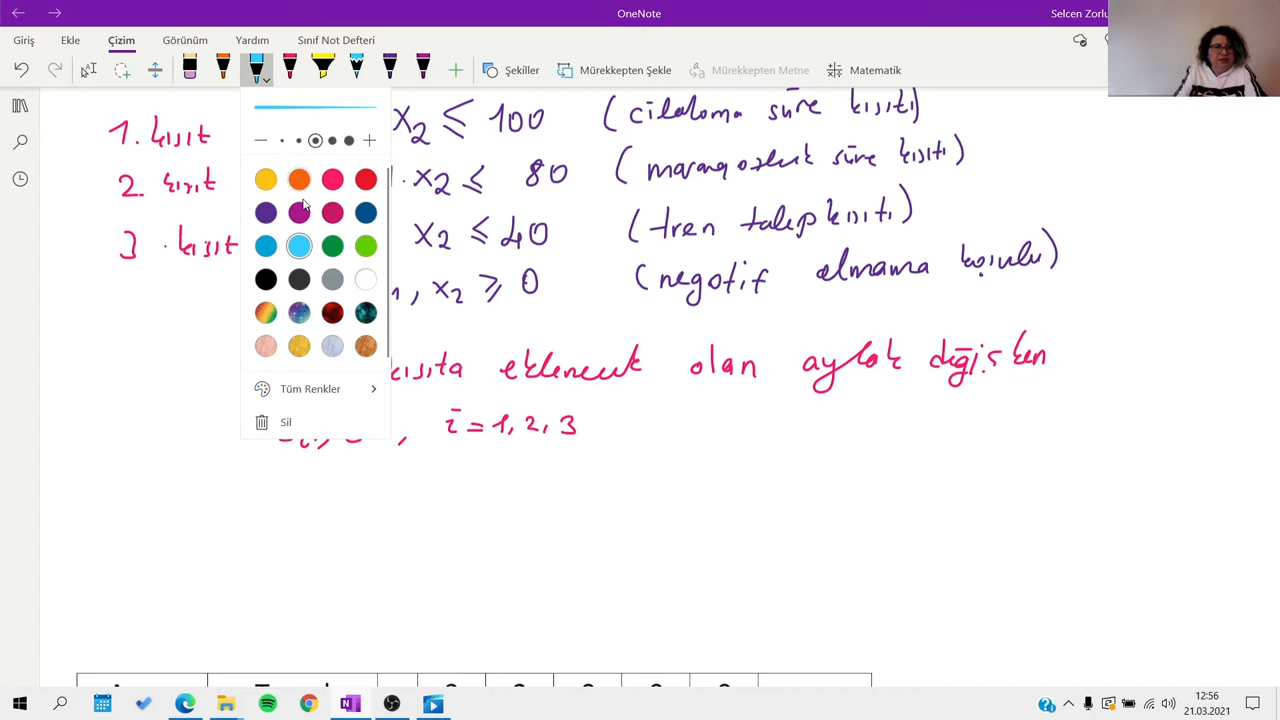 OneNote
Selcen Zorlu
Giriş Ekle Çizim Görünüm Yardım Sınıf Not Defteri
Şekiller Mürekkepten Şekle Mürekkepten Metne Matematik
1. kısıt x2 ≤ 100 (cilalama süre kısıtı)
2. kısıt . x2 ≤ 80 (marangozluk süre kısıtı)
3. kısıt x2 ≤ 40 (tren talep kısıtı)
, x2 ≥ 0 (negatif olmama koşulu)
kısıta eklenecek olan aylak değişken
i = 1, 2, 3
Tüm Renkler
Sil
12:56
21.03.2021